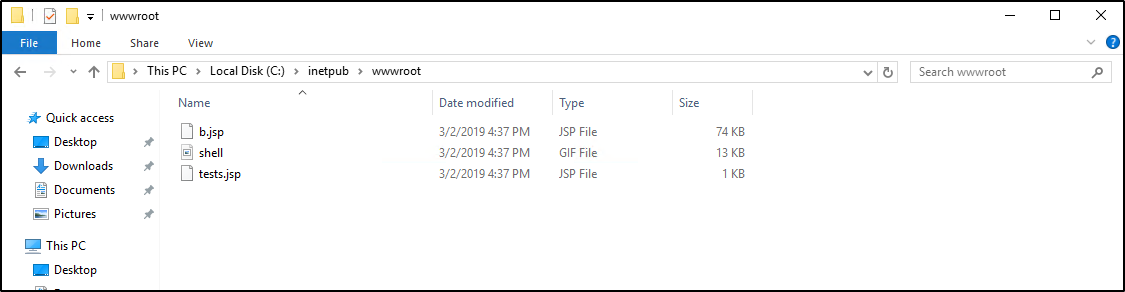 wwwroot
File Home Share View
This PC Local Disk (C:) inetpub wwwroot Search wwwroot
Name Date modified Type Size
Quick access
b.jsp 3/2/2019 4:37 PM JSP File 74 KB
Desktop
shell 3/2/2019 4:37 PM GIF File 13 KB
Downloads
tests.jsp 3/2/2019 4:37 PM JSP File 1 KB
Documents
Pictures
This PC
Desktop